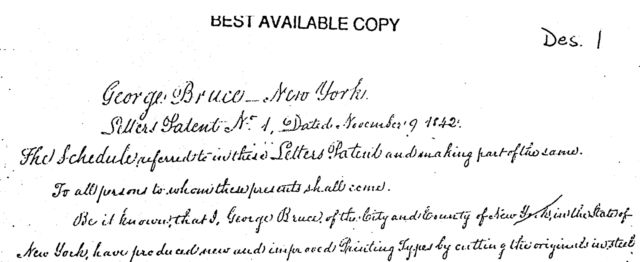 BEST AVAILABLE COPY
Des. 1
George Bruce — New York.
Letters Patent No. 1, Dated November 9 1842.
The Schedule referred to in these Letters Patent and making part of the same.
To all persons to whom these presents shall come.
Be it known, that I, George Bruce, of the City and County of New York, in the State of
New York, have produced new and improved Printing Types by cutting the originals in steel